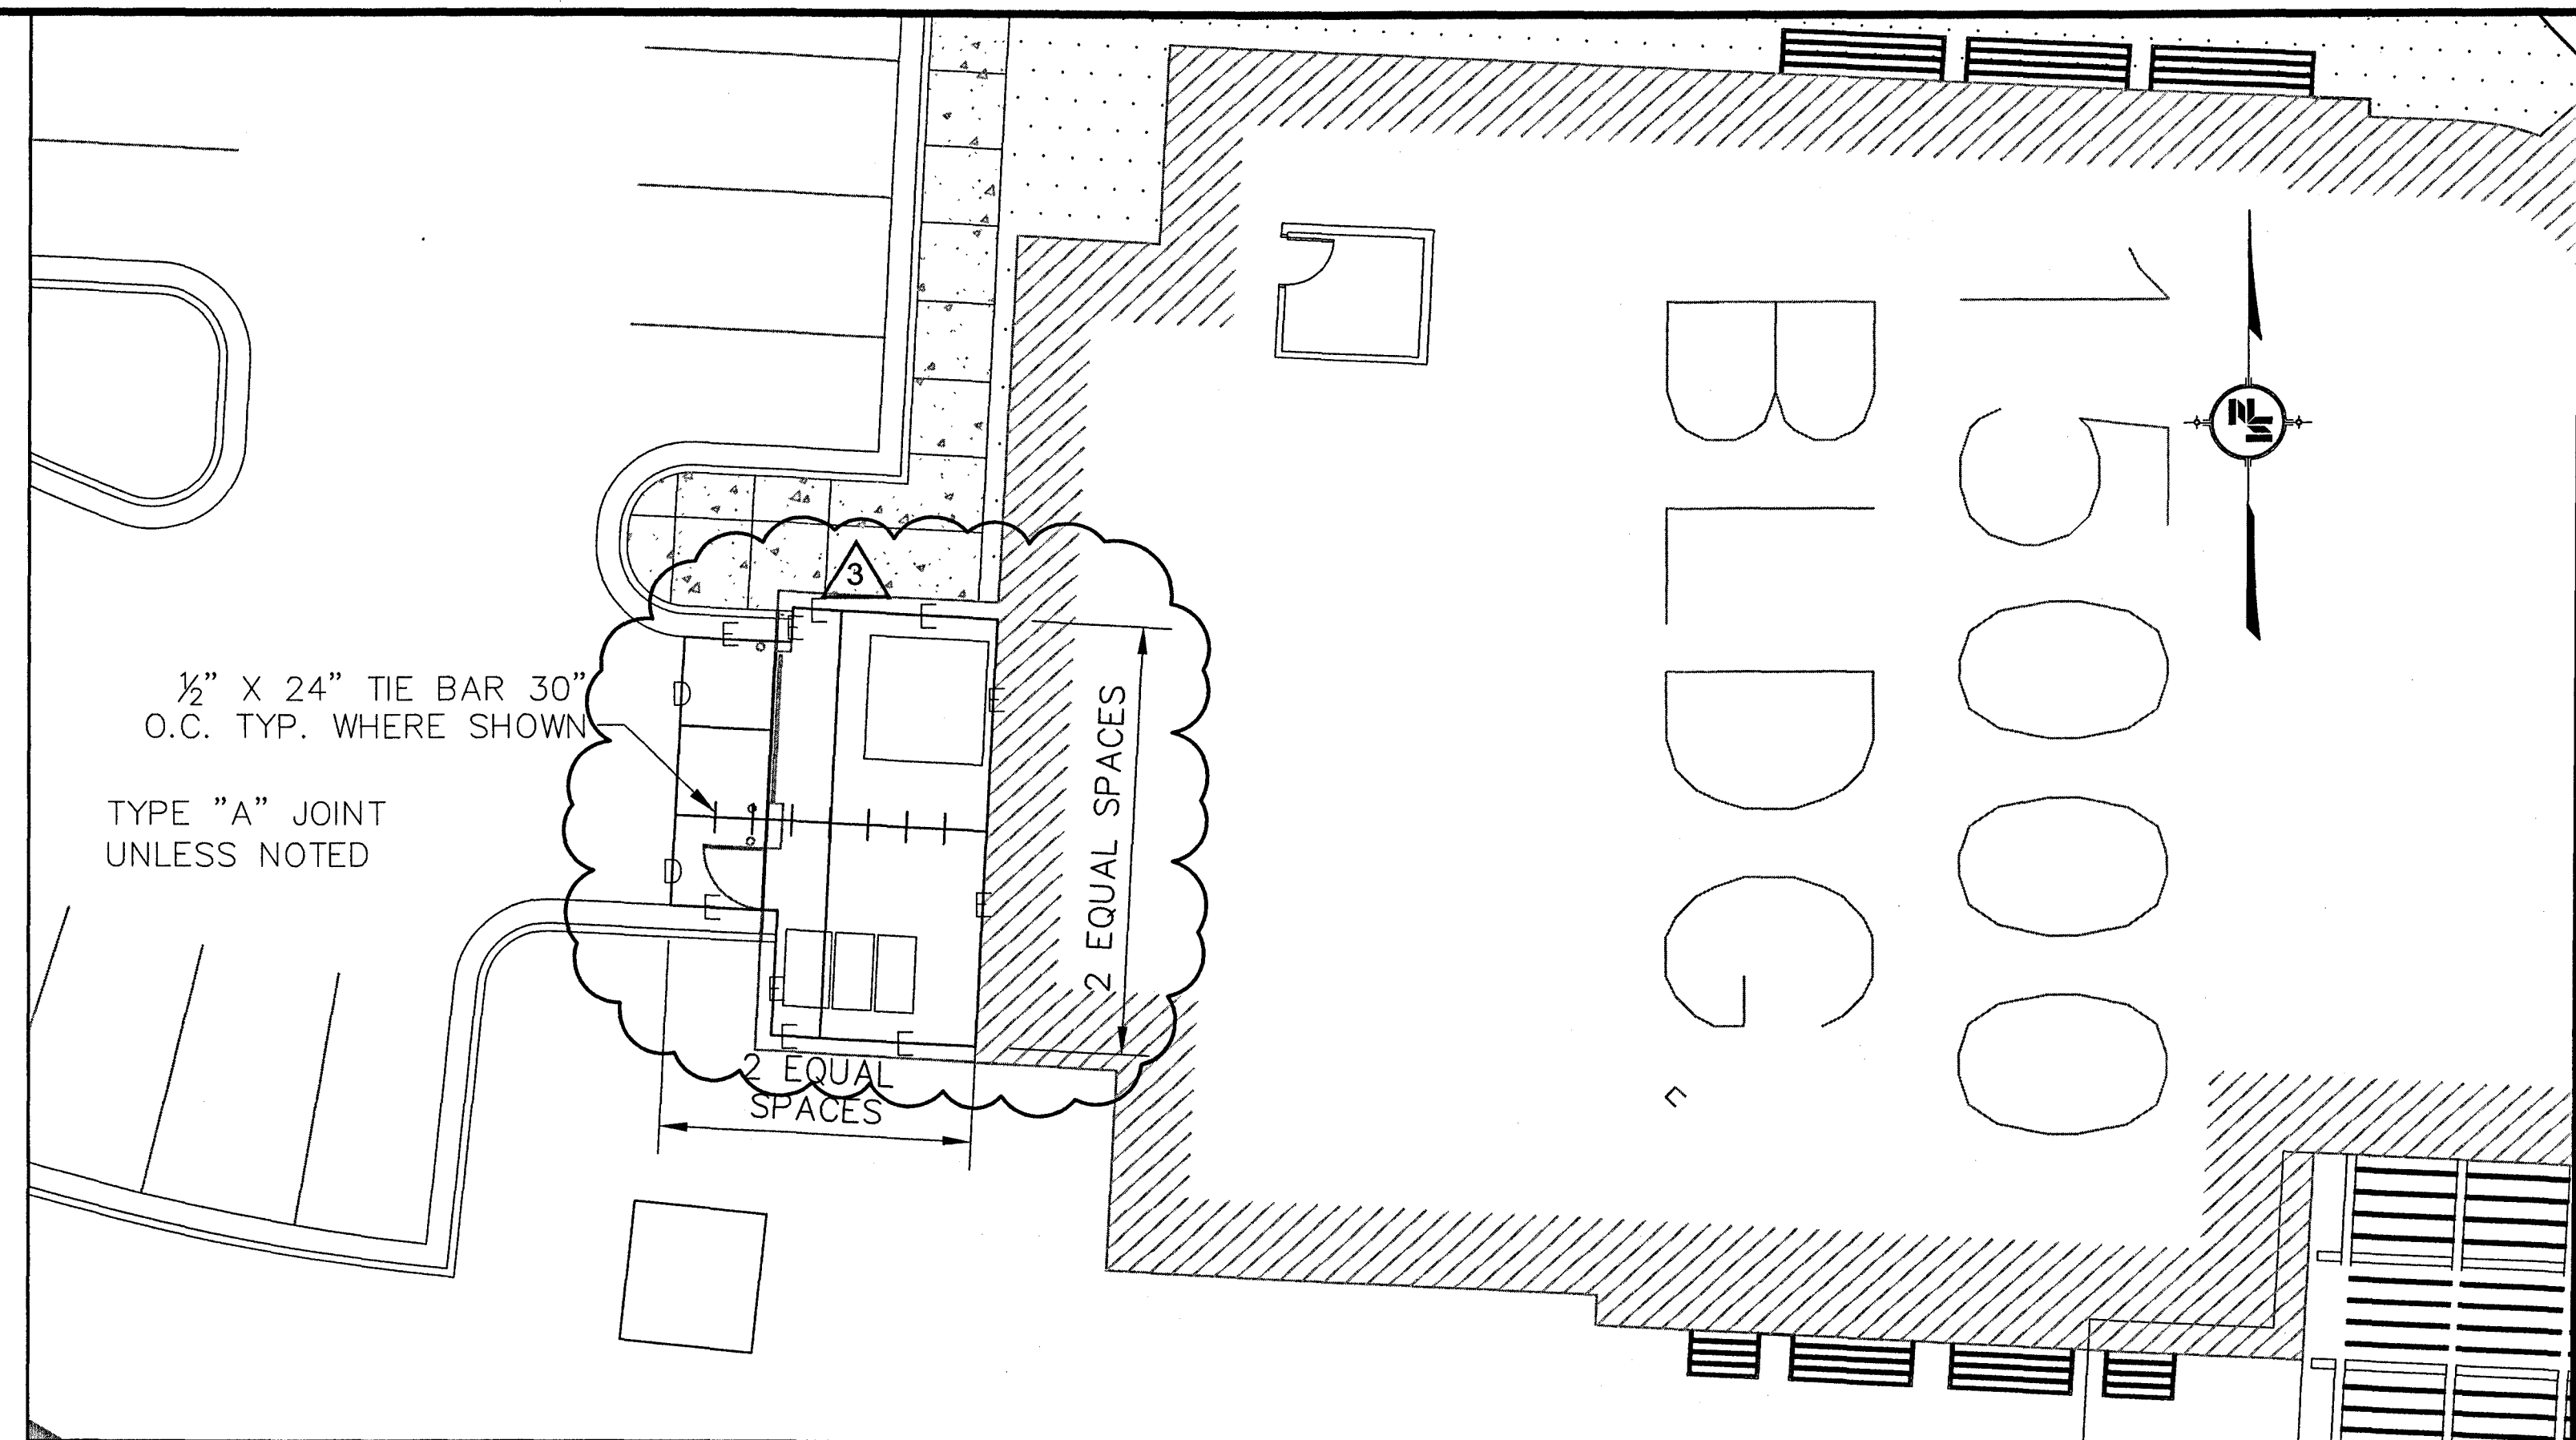 ½" X 24" TIE BAR 30"
O.C. TYP. WHERE SHOWN
TYPE "A" JOINT
UNLESS NOTED
3
E
E
E
E
D
E
D
E
E
E
E
E
2 EQUAL SPACES
2 EQUAL
SPACES
BLDG
15000
N
S